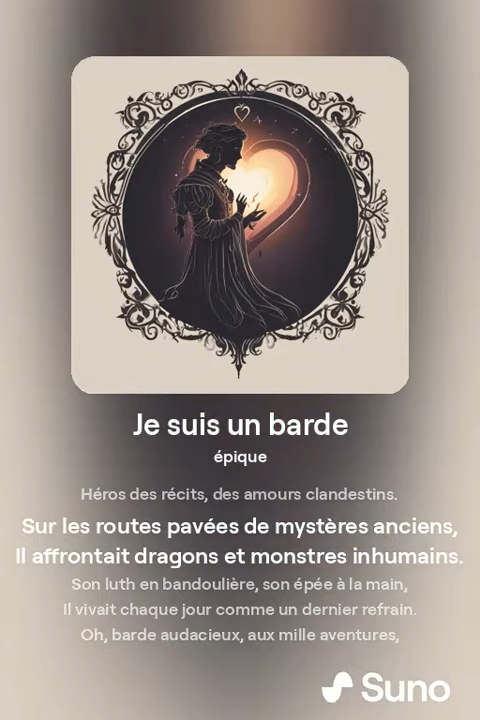 Je suis un barde
épique
Héros des récits, des amours clandestins.
Sur les routes pavées de mystères anciens,
Il affrontait dragons et monstres inhumains.
Son luth en bandoulière, son épée à la main,
Il vivait chaque jour comme un dernier refrain.
Oh, barde audacieux, aux mille aventures,
Suno